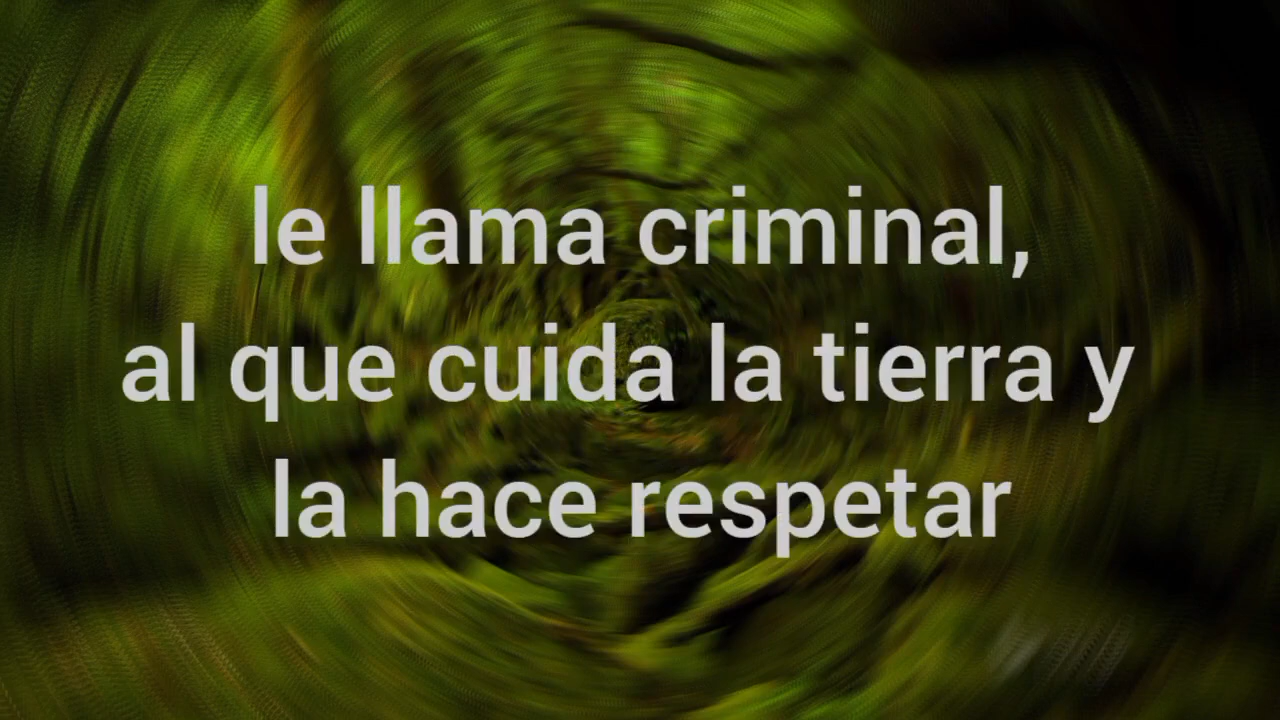 le llama criminal,
al que cuida la tierra y
la hace respetar